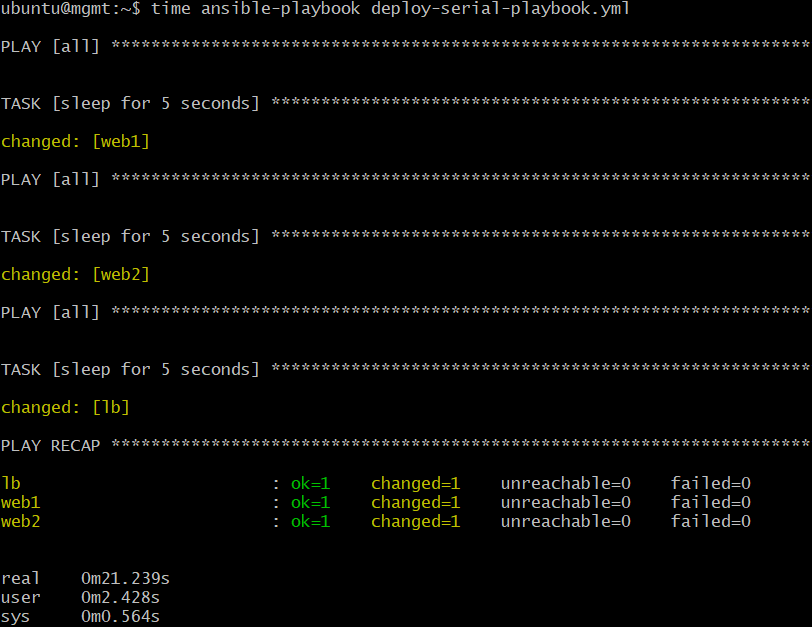 ubuntu@mgmt:~$ time ansible-playbook deploy-serial-playbook.yml
PLAY [all] **********************************************************************
TASK [sleep for 5 seconds] ******************************************************
changed: [web1]
PLAY [all] **********************************************************************
TASK [sleep for 5 seconds] ******************************************************
changed: [web2]
PLAY [all] **********************************************************************
TASK [sleep for 5 seconds] ******************************************************
changed: [lb]
PLAY RECAP **********************************************************************
lb                         : ok=1    changed=1    unreachable=0    failed=0
web1                       : ok=1    changed=1    unreachable=0    failed=0
web2                       : ok=1    changed=1    unreachable=0    failed=0
real    0m21.239s
user    0m2.428s
sys     0m0.564s